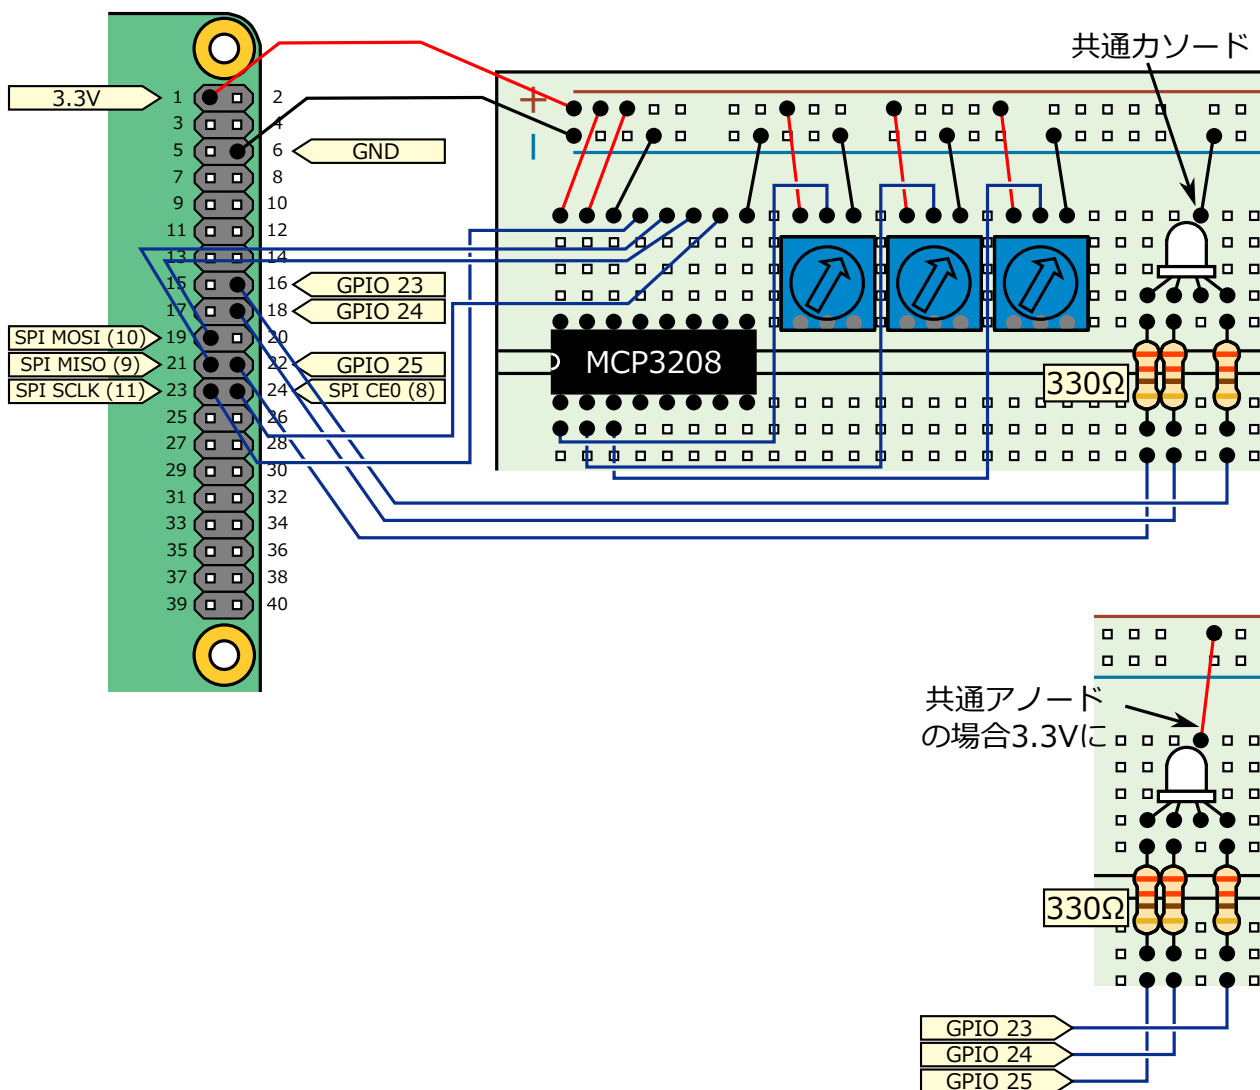 共通カソード
+
3.3V
1 2
3 4
5 6
GND
7 8
9 10
11 12
13 14
15 16
GPIO 23
17 18
GPIO 24
SPI MOSI (10)
19 20
SPI MISO (9)
21 22
GPIO 25
SPI SCLK (11)
23 24
SPI CE0 (8)
25 26
27 28
29 30
31 32
33 34
35 36
37 38
39 40
MCP3208
330Ω
共通アノード
の場合3.3Vに
330Ω
GPIO 23
GPIO 24
GPIO 25